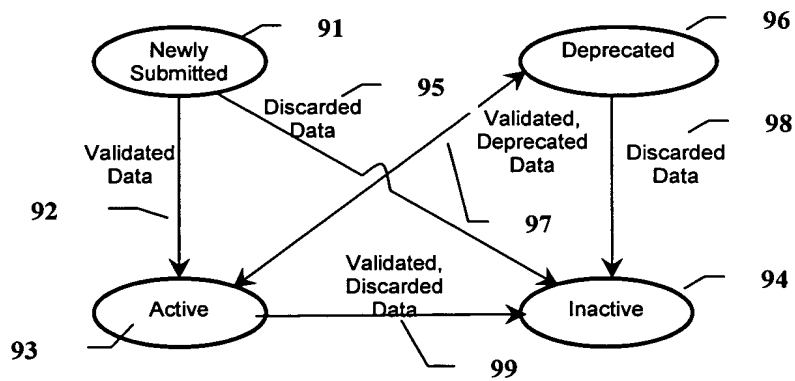 91
Newly
Submitted
96
Deprecated
95
Discarded
Data
Validated,
Deprecated
Data
98
Discarded
Data
Validated
Data
92
97
Validated,
Discarded
Data
94
Active
Inactive
93
99